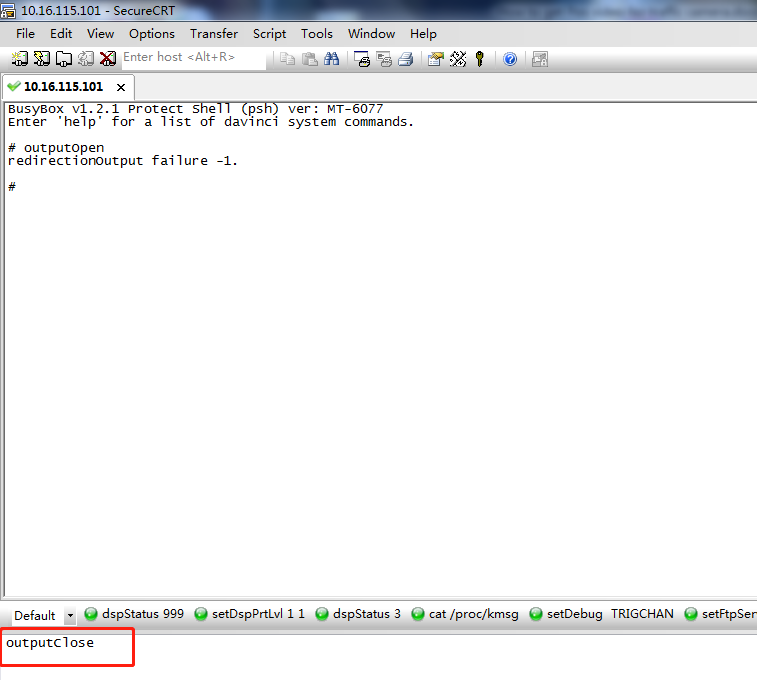 10.16.115.101 - SecureCRT
File Edit View Options Transfer Script Tools Window Help
Enter host <Alt+R>
10.16.115.101
BusyBox v1.2.1 Protect Shell (psh) ver: MT-6077
Enter 'help' for a list of davinci system commands.
# outputOpen
redirectionOutput failure -1.
#
Default dspStatus 999 setDspPrtLvl 1 1 dspStatus 3 cat /proc/kmsg setDebug TRIGCHAN setFtpSer
outputClose